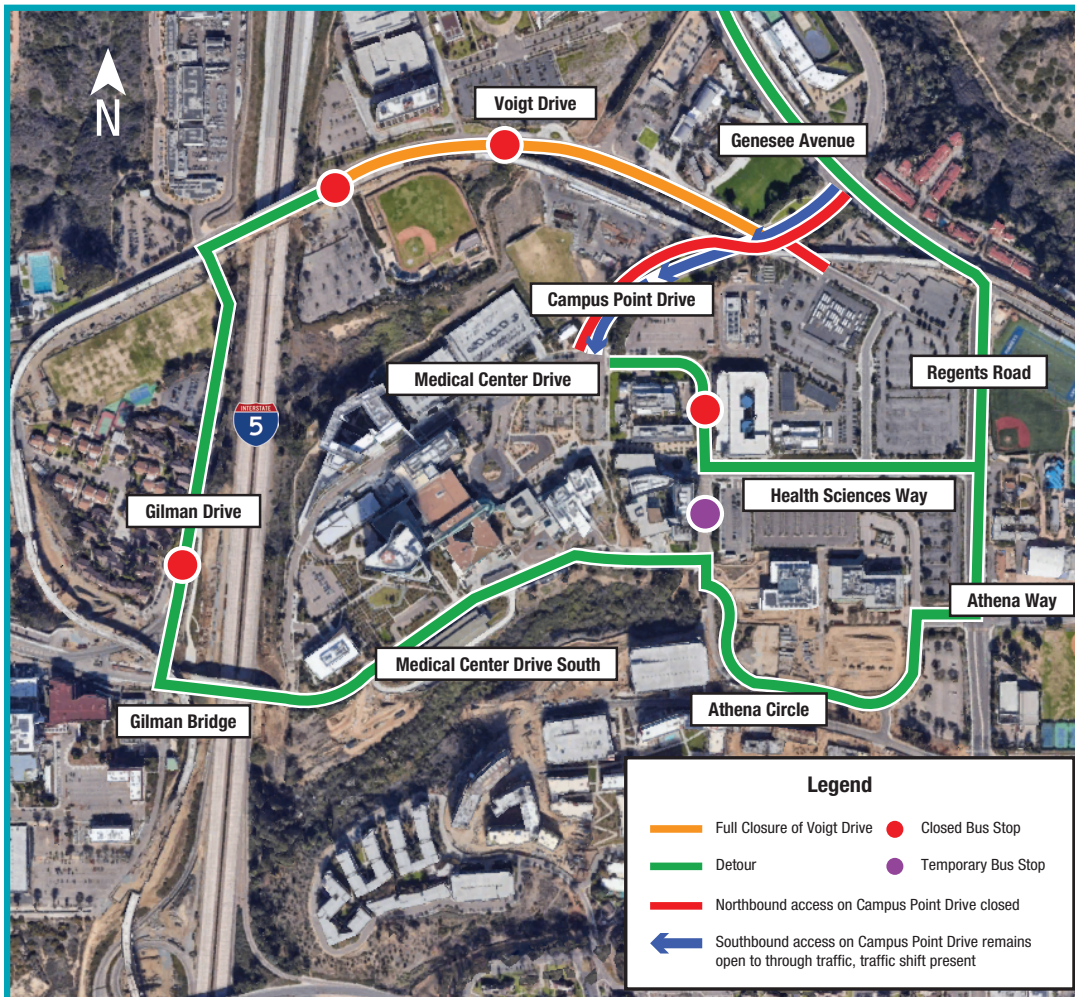 N
Voigt Drive
Genesee Avenue
Campus Point Drive
Medical Center Drive
Regents Road
INTERSTATE
5
Health Sciences Way
Gilman Drive
Athena Way
Medical Center Drive South
Gilman Bridge
Athena Circle
Legend
Full Closure of Voigt Drive
Closed Bus Stop
Detour
Temporary Bus Stop
Northbound access on Campus Point Drive closed
Southbound access on Campus Point Drive remains
open to through traffic, traffic shift present